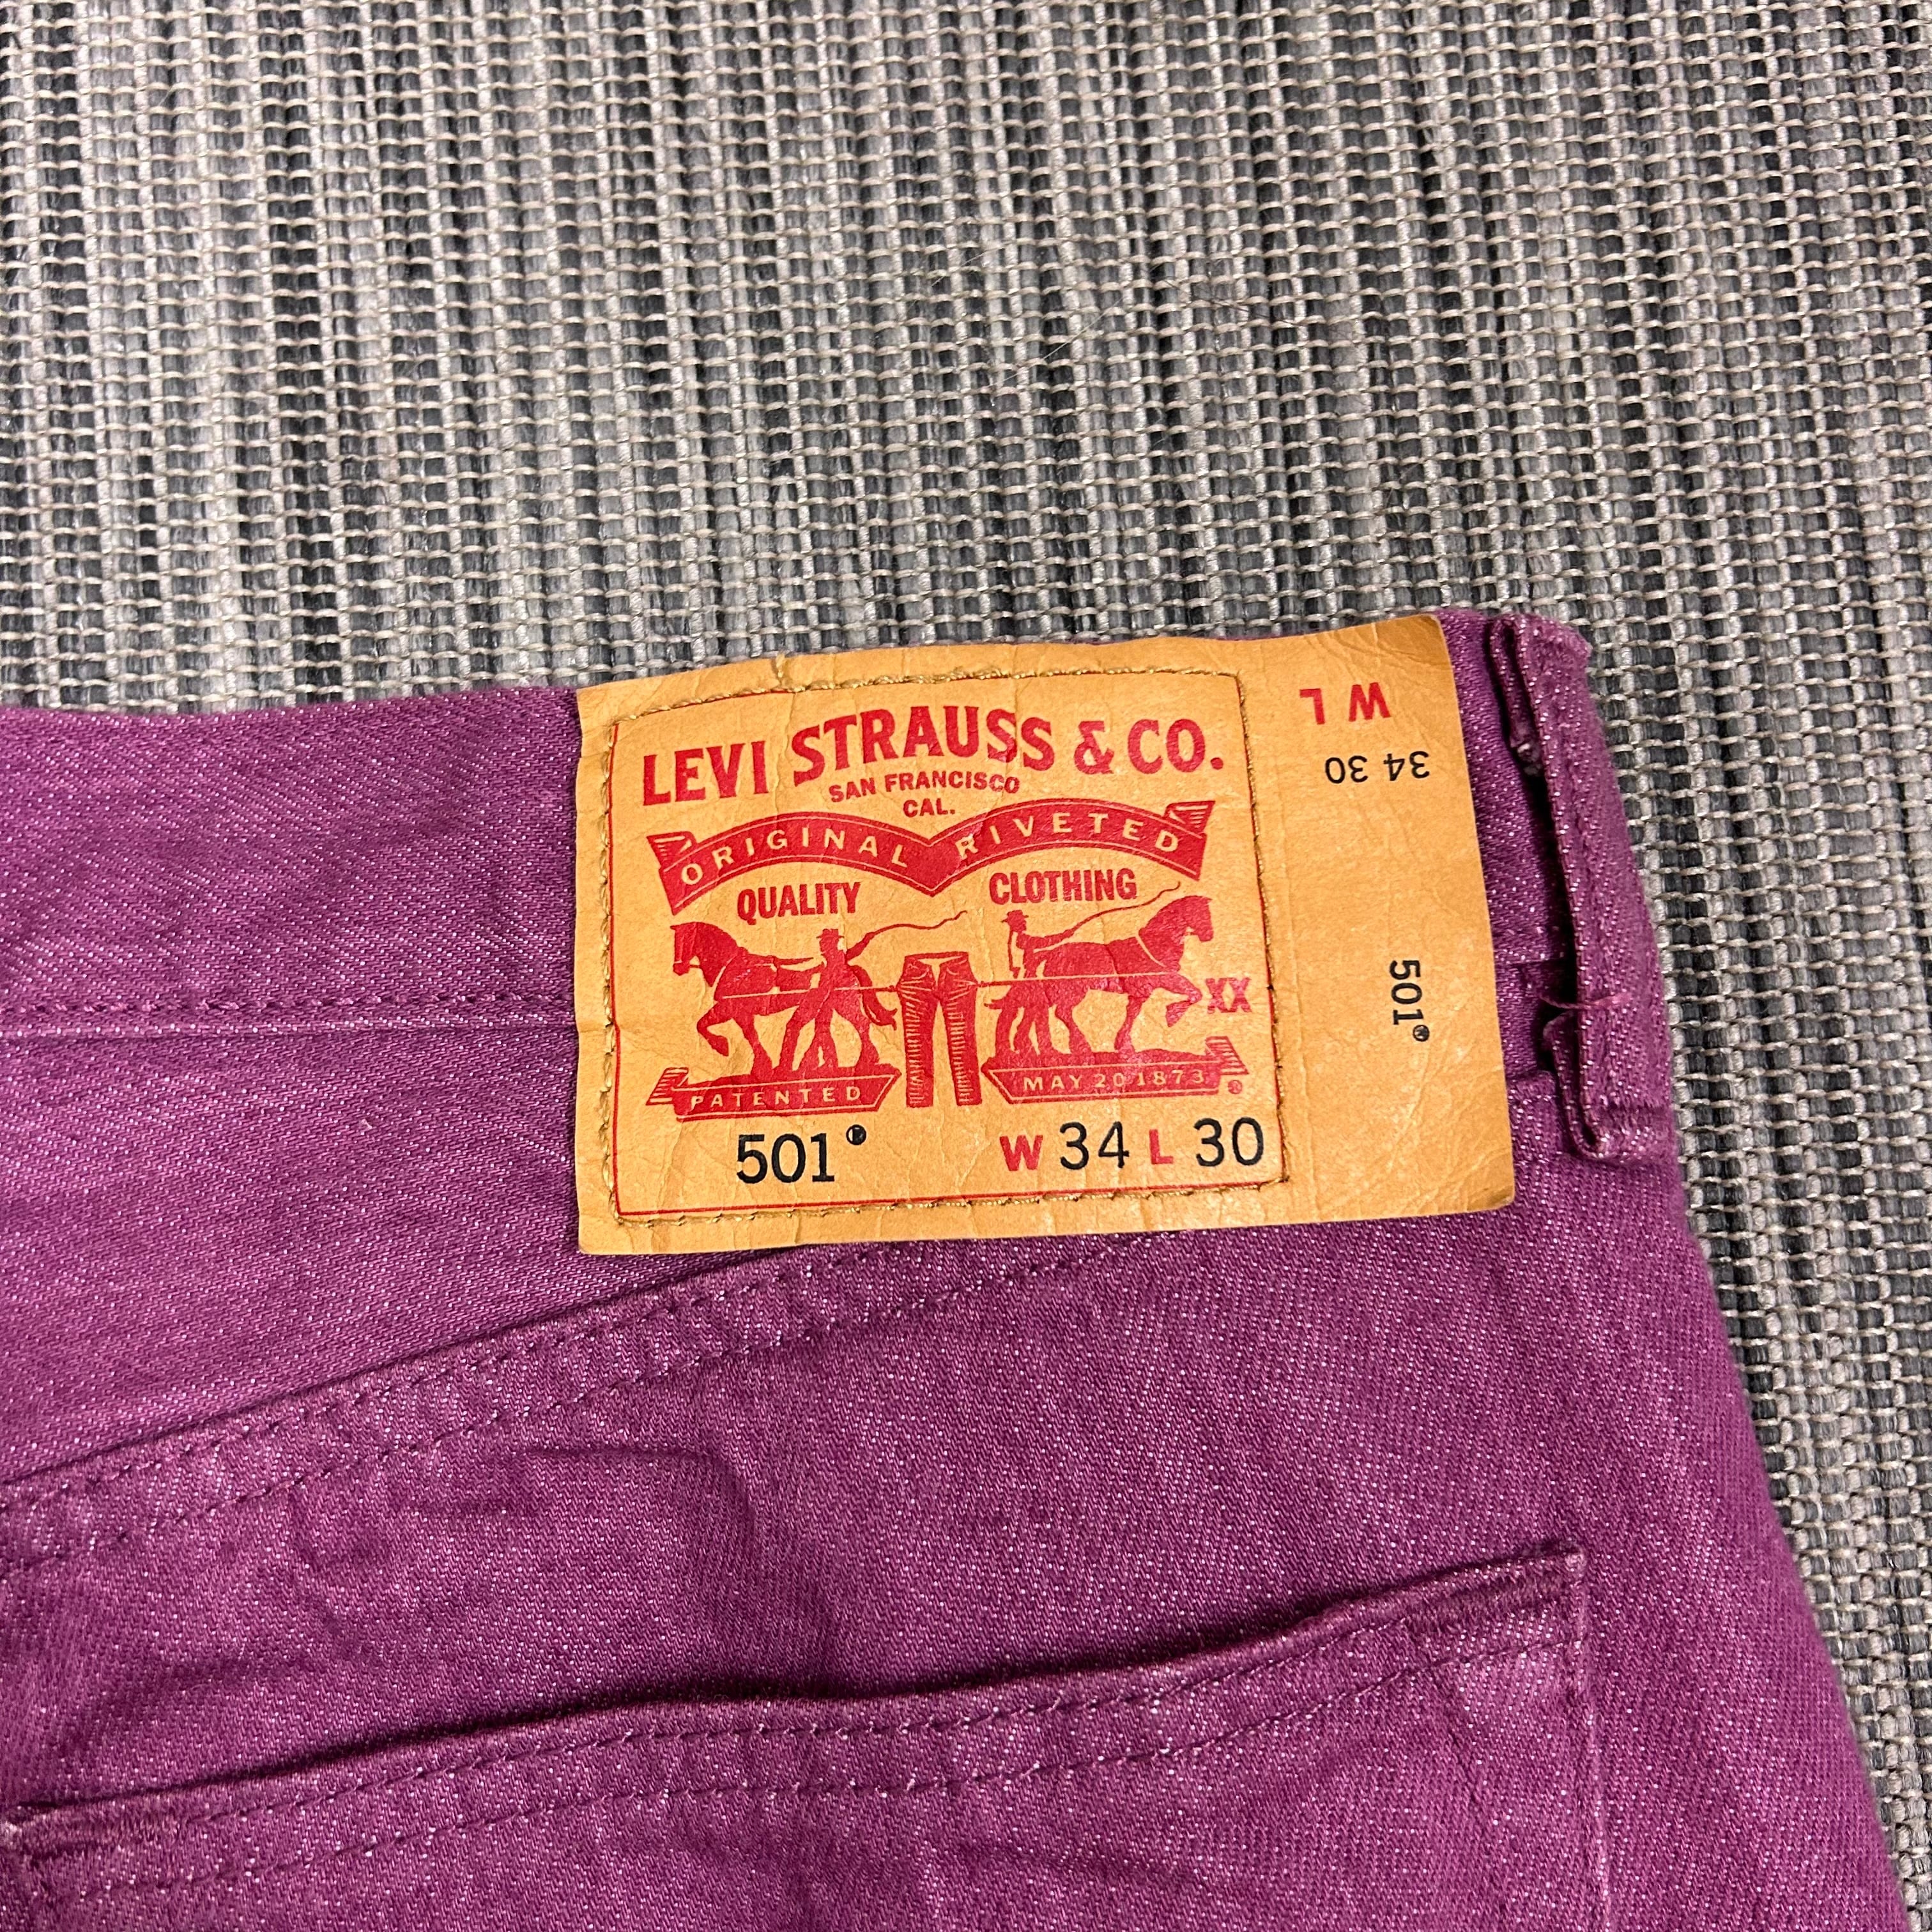 LEVI STRAUSS & CO.
SAN FRANCISCO
CAL.
ORIGINAL RIVETED
QUALITY CLOTHING
XX
PATENTED MAY 20 1873 ®
501® W 34 L 30
W L
34 30
501®